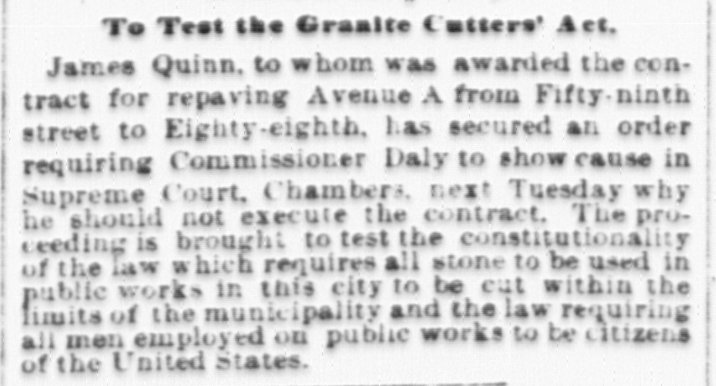 To Test the Granite Cutters' Act.
James Quinn, to whom was awarded the con-
tract for repaving Avenue A from Fifty-ninth
street to Eighty-eighth, has secured an order
requiring Commissioner Daly to show cause in
Supreme Court, Chambers, next Tuesday why
he should not execute the contract. The pro-
ceeding is brought to test the constitutionality
of the law which requires all stone to be used in
public works in this city to be cut within the
limits of the municipality and the law requiring
all men employed on public works to be citizens
of the United States.